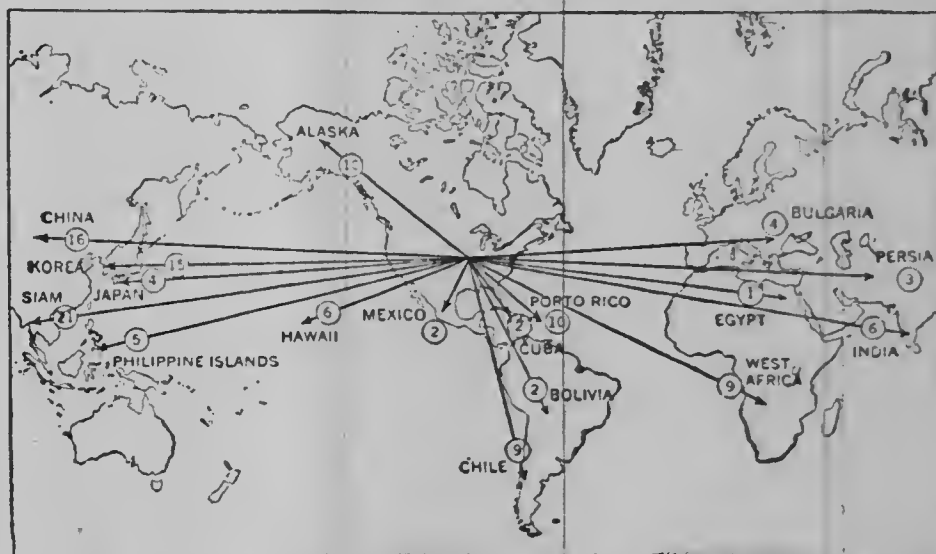 ALASKA
CHINA
16
KOREA
15
JAPAN
4
SIAM
21
PHILIPPINE ISLANDS
5
HAWAII
6
MEXICO
2
PORTO RICO
10
CUBA
2
BOLIVIA
2
CHILE
9
BULGARIA
4
PERSIA
3
EGYPT
1
INDIA
6
WEST
AFRICA
9